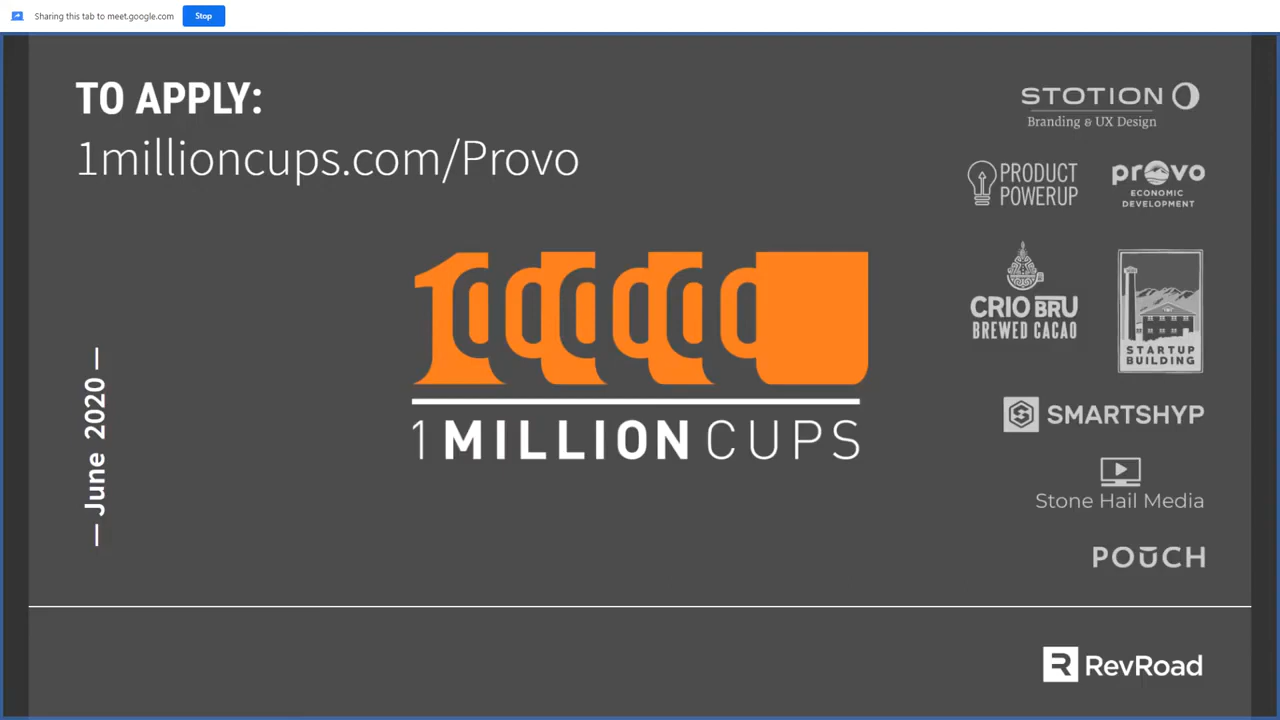 Sharing this tab to meet.google.com
Stop
TO APPLY:
1millioncups.com/Provo
— June 2020 —
1 MILLION CUPS
STOTION
Branding & UX Design
PRODUCT
POWERUP
provo
ECONOMIC
DEVELOPMENT
CRIO BRU
BREWED CACAO
STARTUP
BUILDING
SMARTSHYP
Stone Hail Media
POŪCH
RevRoad